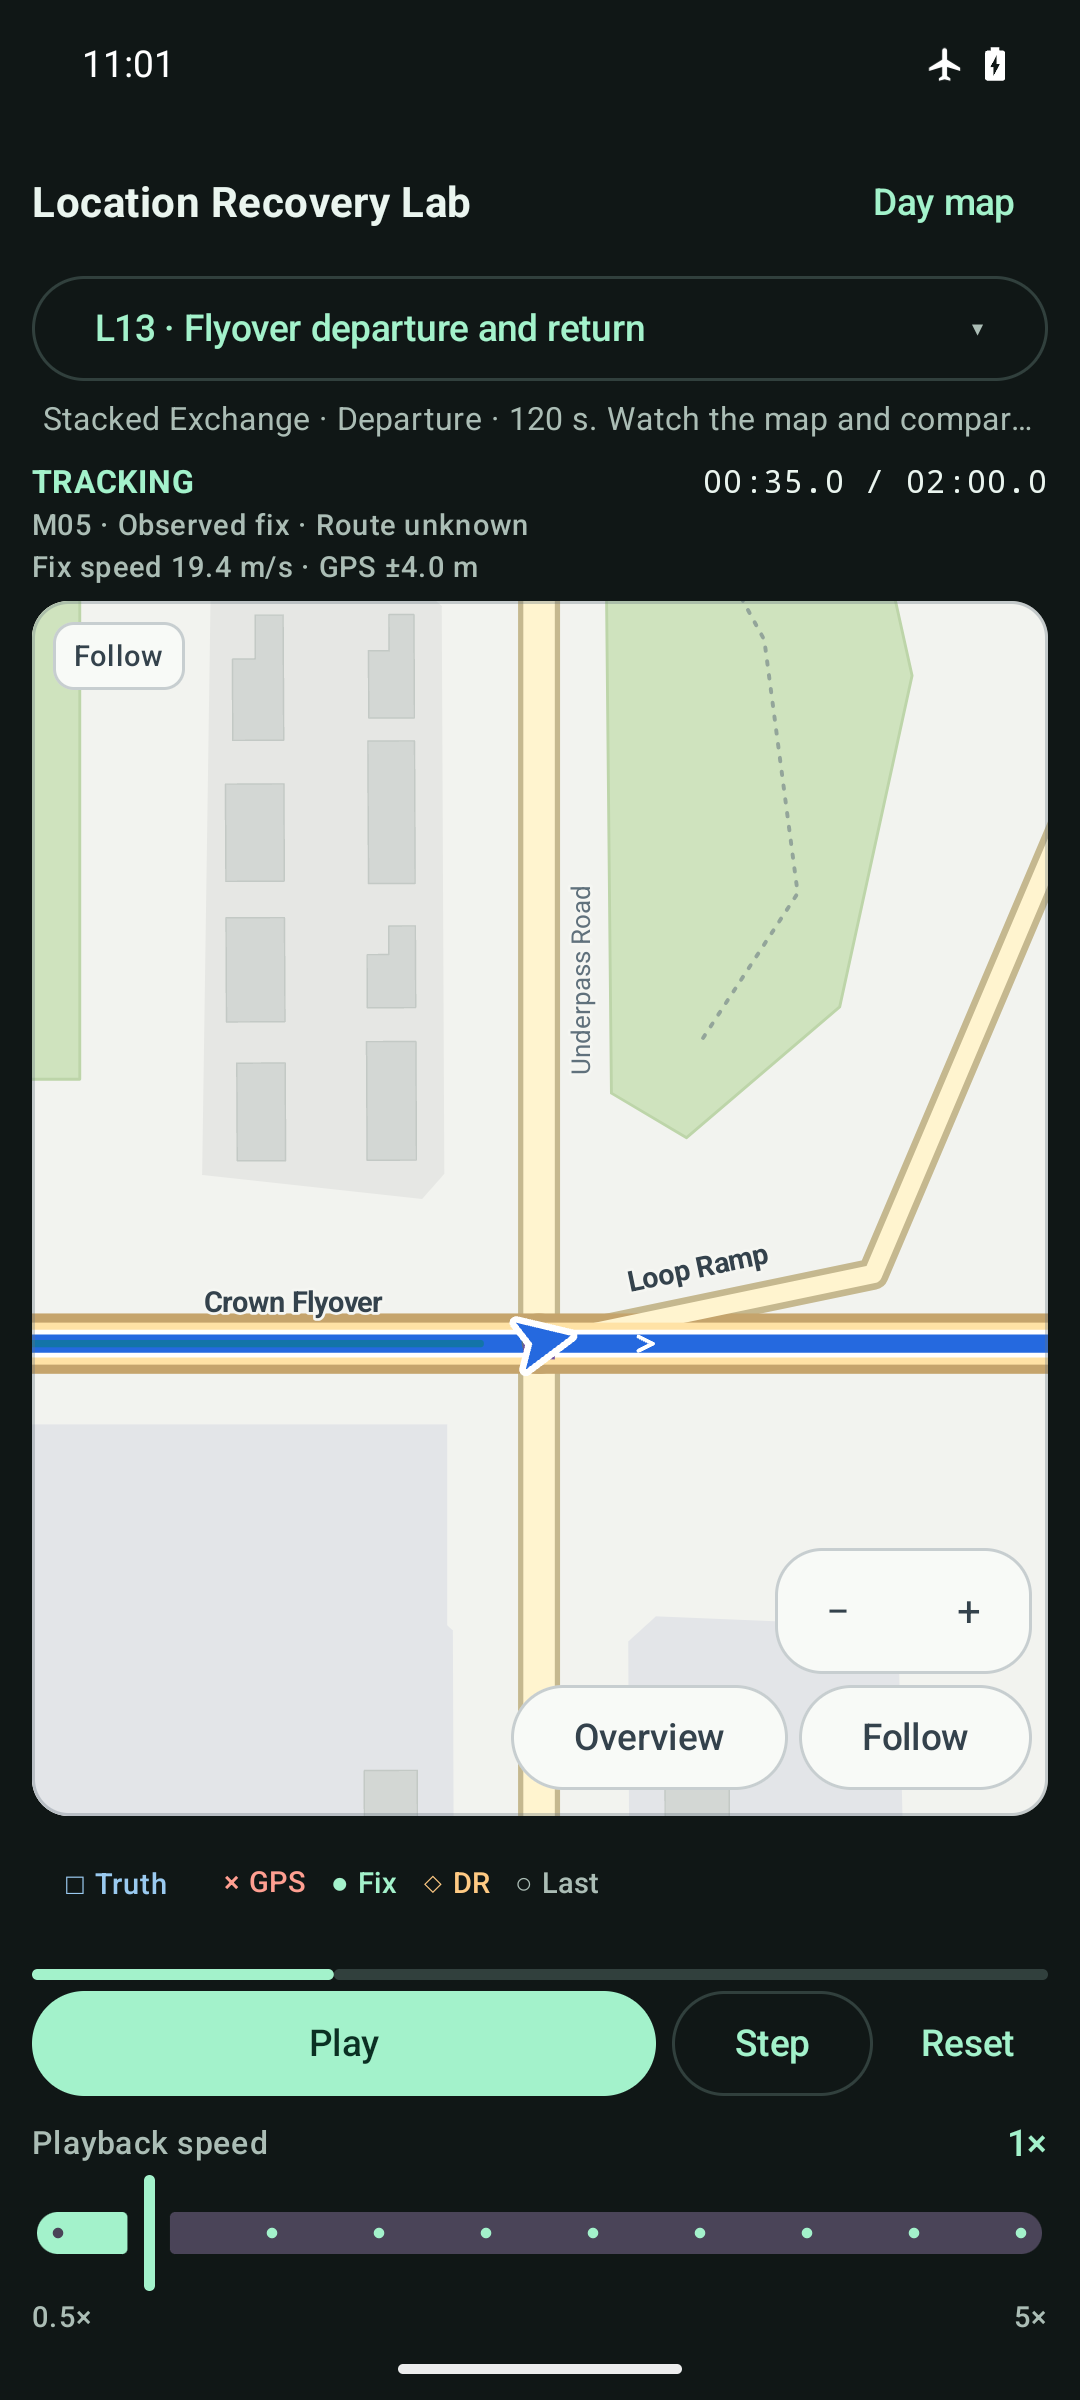 11:01
Location Recovery Lab
Day map
L13 · Flyover departure and return
Stacked Exchange · Departure · 120 s. Watch the map and compar…
TRACKING
00:35.0 / 02:00.0
M05 · Observed fix · Route unknown
Fix speed 19.4 m/s · GPS ±4.0 m
Follow
Underpass Road
Loop Ramp
Crown Flyover
− +
Overview
Follow
□ Truth × GPS ● Fix ◇ DR ○ Last
Play
Step
Reset
Playback speed
1×
0.5×
5×